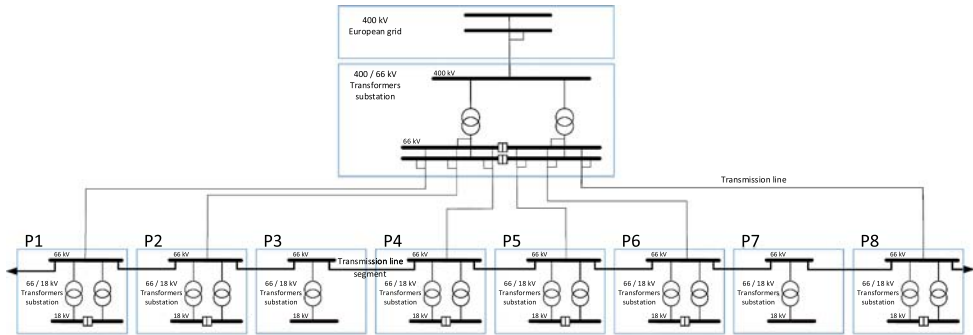 400 kV
European grid
400 / 66 kV
Transformers
substation
400 kV
66 kV
Transmission line
P1
P2
P3
P4
P5
P6
P7
P8
66 kV
66 kV
66 kV
66 kV
66 kV
66 kV
66 kV
66 kV
Transmission line
segment
66 / 18 kV
Transformers
substation
66 / 18 kV
Transformers
substation
66 / 18 kV
Transformers
substation
66 / 18 kV
Transformers
substation
66 / 18 kV
Transformers
substation
66 / 18 kV
Transformers
substation
66 / 18 kV
Transformers
substation
66 / 18 kV
Transformers
substation
18 kV
18 kV
18 kV
18 kV
18 kV
18 kV
18 kV
18 kV